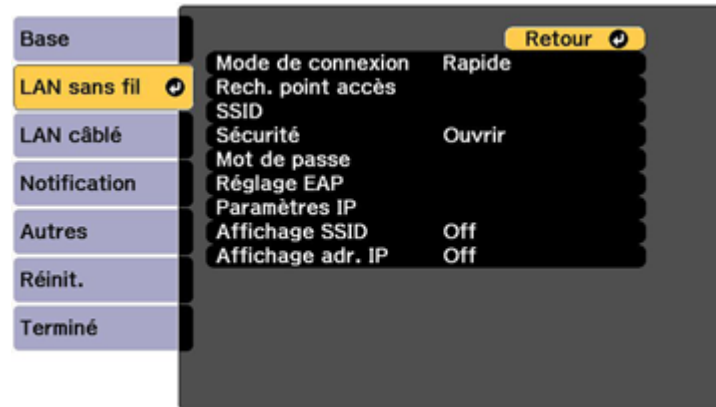 Base
LAN sans fil
LAN câblé
Notification
Autres
Réinit.
Terminé
Retour
Mode de connexion Rapide
Rech. point accès
SSID
Sécurité Ouvrir
Mot de passe
Réglage EAP
Paramètres IP
Affichage SSID Off
Affichage adr. IP Off